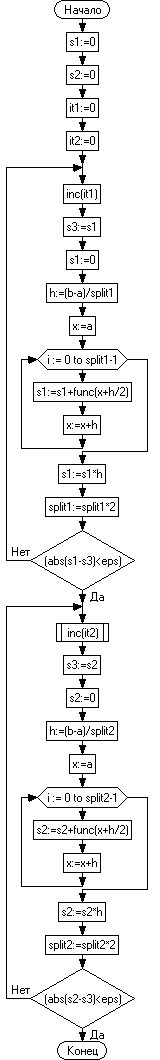 Начало
s1:=0
s2:=0
it1:=0
it2:=0
inc(it1)
s3:=s1
s1:=0
h:=(b-a)/split1
x:=a
i := 0 to split1-1
s1:=s1+func(x+h/2)
x:=x+h
s1:=s1*h
split1:=split1*2
Нет
(abs(s1-s3)<eps)
Да
inc(it2)
s3:=s2
s2:=0
h:=(b-a)/split2
x:=a
i := 0 to split2-1
s2:=s2+func(x+h/2)
x:=x+h
s2:=s2*h
split2:=split2*2
Нет
(abs(s2-s3)<eps)
Да
Конец